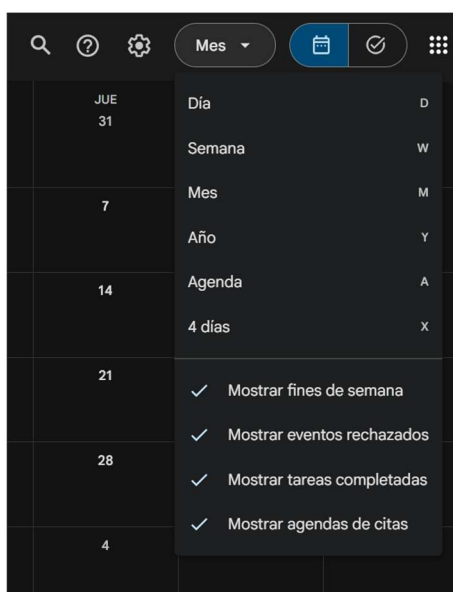 Mes
JUE
31
7
14
21
28
4
Día D
Semana W
Mes M
Año Y
Agenda A
4 días X
Mostrar fines de semana
Mostrar eventos rechazados
Mostrar tareas completadas
Mostrar agendas de citas